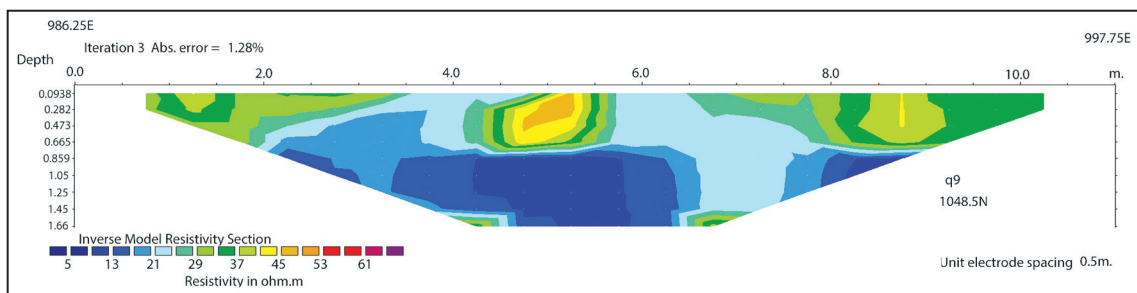 986.25E
997.75E
Iteration 3 Abs. error = 1.28%
Depth
0.0 2.0 4.0 6.0 8.0 10.0 m.
0.0938
0.282
0.473
0.665
0.859
1.05
1.25
1.45
1.66
q9
1048.5N
Inverse Model Resistivity Section
5 13 21 29 37 45 53 61
Resistivity in ohm.m
Unit electrode spacing 0.5m.